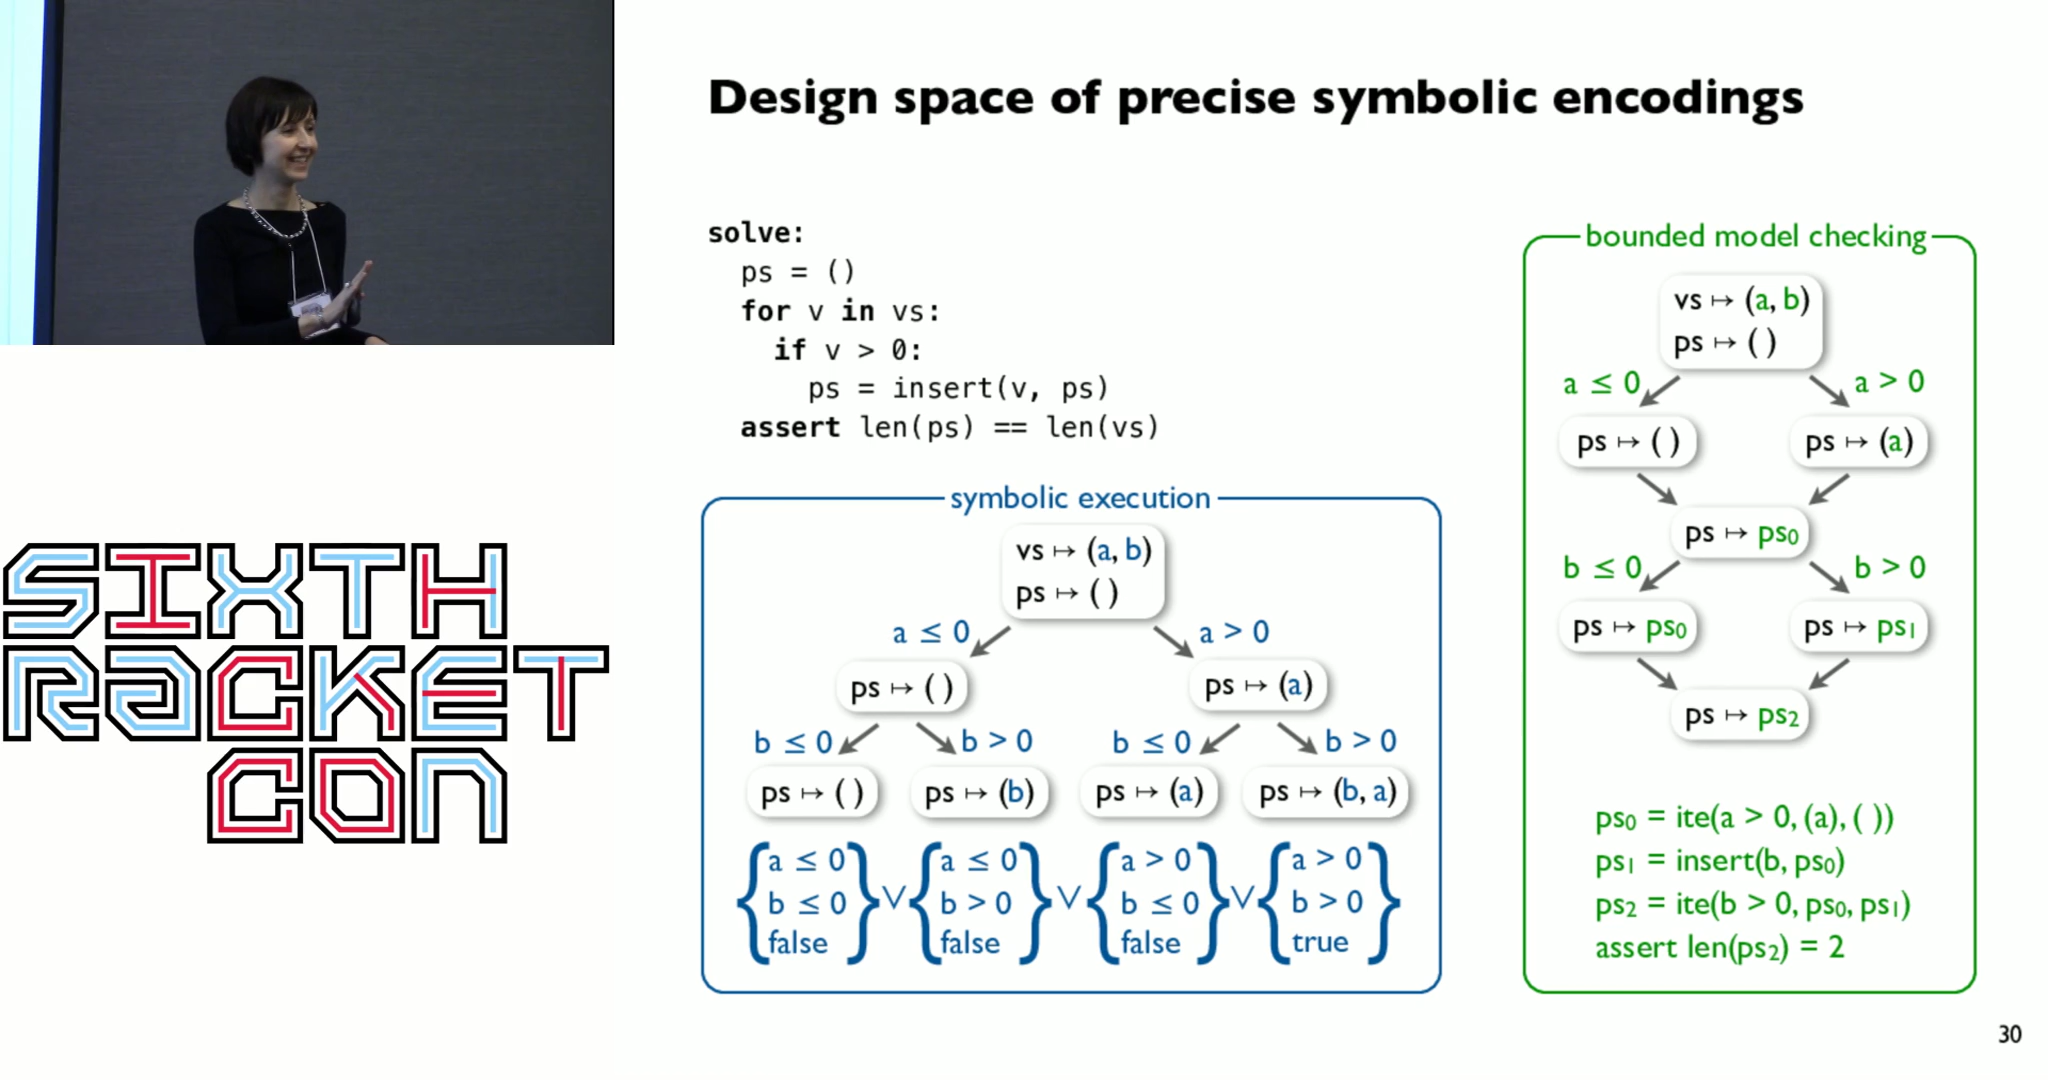 Design space of precise symbolic encodings
solve:
ps = ()
for v in vs:
if v > 0:
ps = insert(v, ps)
assert len(ps) == len(vs)
symbolic execution
vs ↦ (a, b)
ps ↦ ( )
a ≤ 0
a > 0
ps ↦ ( )
ps ↦ (a)
b ≤ 0
b > 0
b ≤ 0
b > 0
ps ↦ ( )
ps ↦ (b)
ps ↦ (a)
ps ↦ (b, a)
{a ≤ 0 } ∨ {a ≤ 0 } ∨ {a > 0 } ∨ {a > 0 }
b ≤ 0 b > 0 b ≤ 0 b > 0
false false false true
bounded model checking
vs ↦ (a, b)
ps ↦ ( )
a ≤ 0
a > 0
ps ↦ ( )
ps ↦ (a)
ps ↦ ps₀
b ≤ 0
b > 0
ps ↦ ps₀
ps ↦ ps₁
ps ↦ ps₂
ps₀ = ite(a > 0, (a), ( ))
ps₁ = insert(b, ps₀)
ps₂ = ite(b > 0, ps₀, ps₁)
assert len(ps₂) = 2
30
SIXTH
RACKET
CON